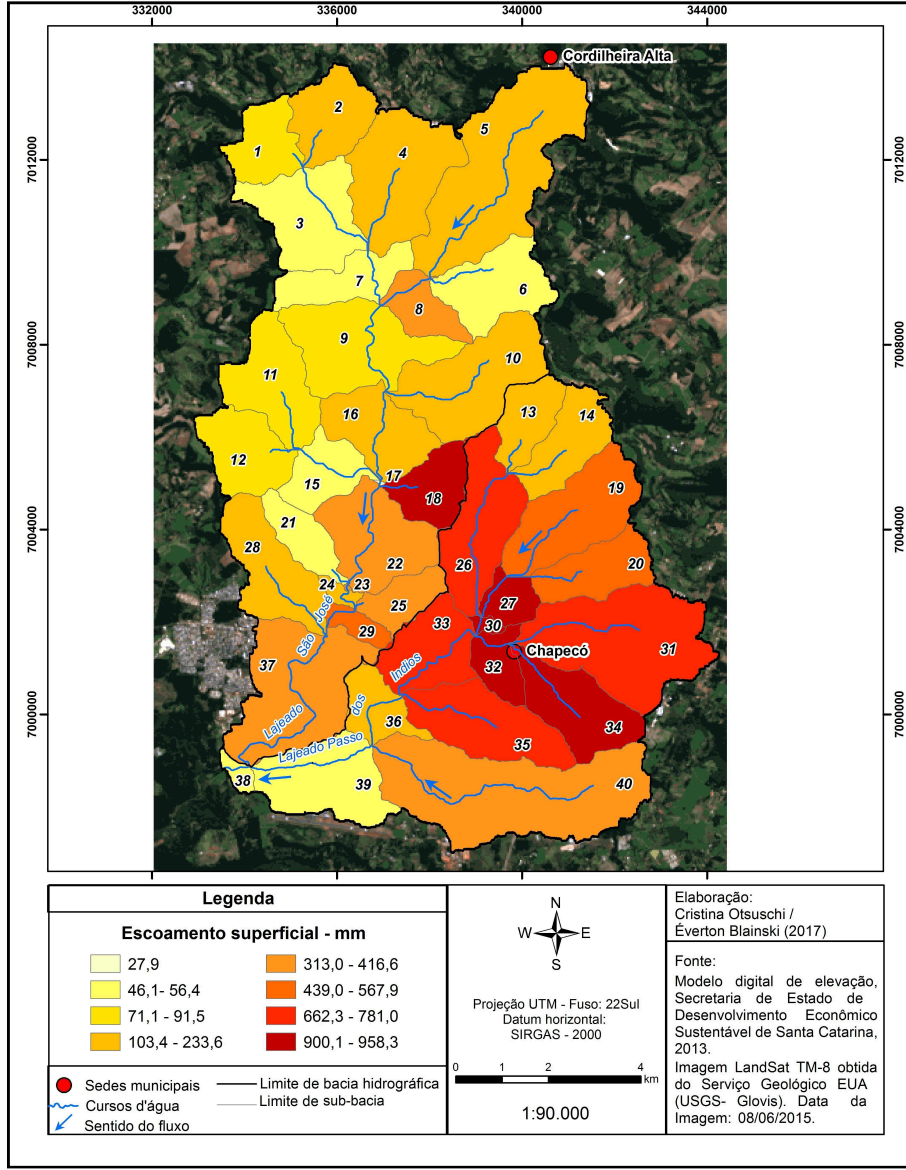 332000 336000 340000 344000
Cordilheira Alta
7012000 7012000
7008000 7008000
7004000 7004000
7000000 7000000
2
5
1
4
3
7
6
8
9
10
11
13
14
16
12
17
15
18
19
21
28
22
26
20
24
23
27
25
33
30
29
31
São José
37
32
Chapecó
Indios
dos
36
34
Lajeado
35
Lajeado Passo
38
39
40
Legenda
Escoamento superficial - mm
27,9
46,1- 56,4
71,1 - 91,5
103,4 - 233,6
313,0 - 416,6
439,0 - 567,9
662,3 - 781,0
900,1 - 958,3
Sedes municipais
Cursos d'água
Sentido do fluxo
Limite de bacia hidrográfica
Limite de sub-bacia
N
W E
S
Projeção UTM - Fuso: 22Sul
Datum horizontal:
SIRGAS - 2000
0 2 4
km
1:90.000
Elaboração:
Cristina Otsuschi /
Éverton Blainski (2017)
Fonte:
Modelo digital de elevação,
Secretaria de Estado de
Desenvolvimento Econômico
Sustentável de Santa Catarina,
2013.
Imagem LandSat TM-8 obtida
do Serviço Geológico EUA
(USGS- Glovis). Data da
Imagem: 08/06/2015.